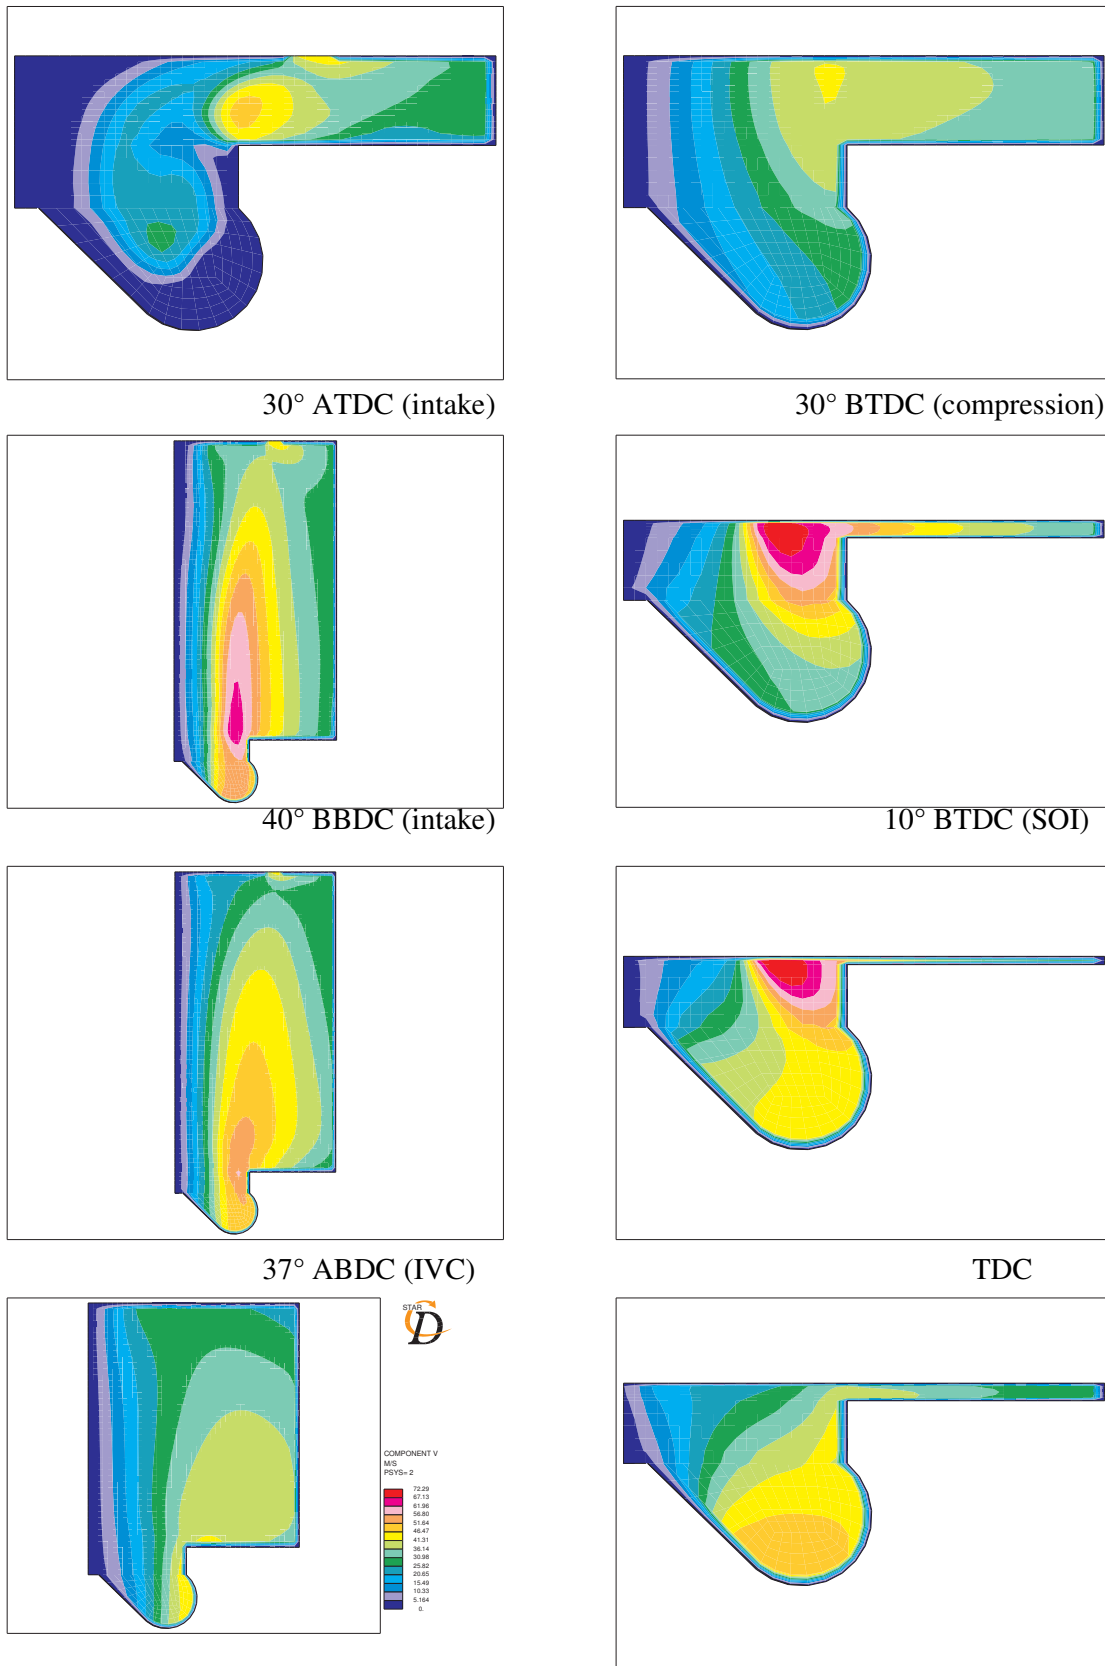 30° ATDC (intake)
30° BTDC (compression)
40° BBDC (intake)
10° BTDC (SOI)
37° ABDC (IVC)
TDC
STAR
D
COMPONENT V
M/S
PSYS= 2
72.29
67.13
61.96
56.80
51.64
46.47
41.31
36.14
30.98
25.82
20.65
15.49
10.33
5.164
0.